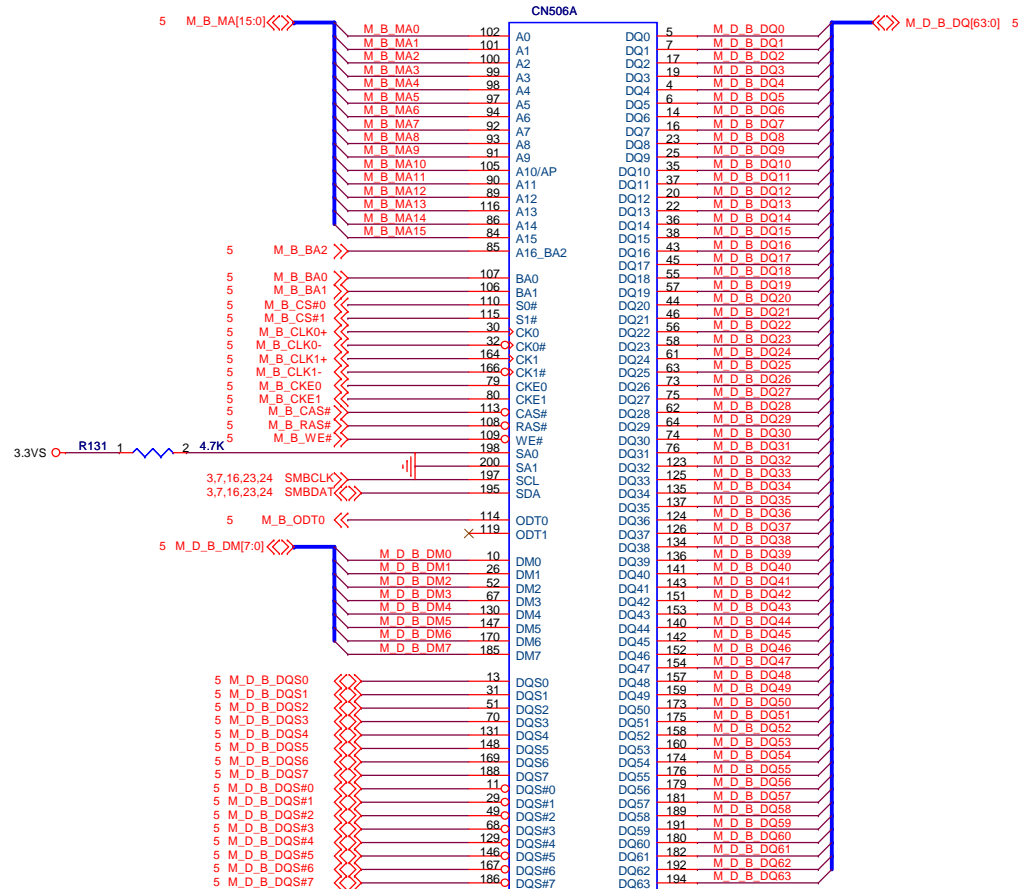 CN506A
5 M_B_MA[15:0] M_D_B_DQ[63:0] 5
M_B_MA0 102 A0 DQ0 5 M_D_B_DQ0
M_B_MA1 101 A1 DQ1 7 M_D_B_DQ1
M_B_MA2 100 A2 DQ2 17 M_D_B_DQ2
M_B_MA3 99 A3 DQ3 19 M_D_B_DQ3
M_B_MA4 98 A4 DQ4 4 M_D_B_DQ4
M_B_MA5 97 A5 DQ5 6 M_D_B_DQ5
M_B_MA6 94 A6 DQ6 14 M_D_B_DQ6
M_B_MA7 92 A7 DQ7 16 M_D_B_DQ7
M_B_MA8 93 A8 DQ8 23 M_D_B_DQ8
M_B_MA9 91 A9 DQ9 25 M_D_B_DQ9
M_B_MA10 105 A10/AP DQ10 35 M_D_B_DQ10
M_B_MA11 90 A11 DQ11 37 M_D_B_DQ11
M_B_MA12 89 A12 DQ12 20 M_D_B_DQ12
M_B_MA13 116 A13 DQ13 22 M_D_B_DQ13
M_B_MA14 86 A14 DQ14 36 M_D_B_DQ14
M_B_MA15 84 A15 DQ15 38 M_D_B_DQ15
5 M_B_BA2 85 A16_BA2 DQ16 43 M_D_B_DQ16
DQ17 45 M_D_B_DQ17
5 M_B_BA0 107 BA0 DQ18 55 M_D_B_DQ18
5 M_B_BA1 106 BA1 DQ19 57 M_D_B_DQ19
5 M_B_CS#0 110 S0# DQ20 44 M_D_B_DQ20
5 M_B_CS#1 115 S1# DQ21 46 M_D_B_DQ21
5 M_B_CLK0+ 30 CK0 DQ22 56 M_D_B_DQ22
5 M_B_CLK0- 32 CK0# DQ23 58 M_D_B_DQ23
5 M_B_CLK1+ 164 CK1 DQ24 61 M_D_B_DQ24
5 M_B_CLK1- 166 CK1# DQ25 63 M_D_B_DQ25
5 M_B_CKE0 79 CKE0 DQ26 73 M_D_B_DQ26
5 M_B_CKE1 80 CKE1 DQ27 75 M_D_B_DQ27
5 M_B_CAS# 113 CAS# DQ28 62 M_D_B_DQ28
5 M_B_RAS# 108 RAS# DQ29 64 M_D_B_DQ29
5 M_B_WE# 109 WE# DQ30 74 M_D_B_DQ30
3.3VS R131 1 2 4.7K 198 SA0 DQ31 76 M_D_B_DQ31
200 SA1 DQ32 123 M_D_B_DQ32
3,7,16,23,24 SMBCLK 197 SCL DQ33 125 M_D_B_DQ33
3,7,16,23,24 SMBDAT 195 SDA DQ34 135 M_D_B_DQ34
DQ35 137 M_D_B_DQ35
5 M_B_ODT0 114 ODT0 DQ36 124 M_D_B_DQ36
119 ODT1 DQ37 126 M_D_B_DQ37
5 M_D_B_DM[7:0] DQ38 134 M_D_B_DQ38
M_D_B_DM0 10 DM0 DQ39 136 M_D_B_DQ39
M_D_B_DM1 26 DM1 DQ40 141 M_D_B_DQ40
M_D_B_DM2 52 DM2 DQ41 143 M_D_B_DQ41
M_D_B_DM3 67 DM3 DQ42 151 M_D_B_DQ42
M_D_B_DM4 130 DM4 DQ43 153 M_D_B_DQ43
M_D_B_DM5 147 DM5 DQ44 140 M_D_B_DQ44
M_D_B_DM6 170 DM6 DQ45 142 M_D_B_DQ45
M_D_B_DM7 185 DM7 DQ46 152 M_D_B_DQ46
DQ47 154 M_D_B_DQ47
5 M_D_B_DQS0 13 DQS0 DQ48 157 M_D_B_DQ48
5 M_D_B_DQS1 31 DQS1 DQ49 159 M_D_B_DQ49
5 M_D_B_DQS2 51 DQS2 DQ50 173 M_D_B_DQ50
5 M_D_B_DQS3 70 DQS3 DQ51 175 M_D_B_DQ51
5 M_D_B_DQS4 131 DQS4 DQ52 158 M_D_B_DQ52
5 M_D_B_DQS5 148 DQS5 DQ53 160 M_D_B_DQ53
5 M_D_B_DQS6 169 DQS6 DQ54 174 M_D_B_DQ54
5 M_D_B_DQS7 188 DQS7 DQ55 176 M_D_B_DQ55
5 M_D_B_DQS#0 11 DQS#0 DQ56 179 M_D_B_DQ56
5 M_D_B_DQS#1 29 DQS#1 DQ57 181 M_D_B_DQ57
5 M_D_B_DQS#2 49 DQS#2 DQ58 189 M_D_B_DQ58
5 M_D_B_DQS#3 68 DQS#3 DQ59 191 M_D_B_DQ59
5 M_D_B_DQS#4 129 DQS#4 DQ60 180 M_D_B_DQ60
5 M_D_B_DQS#5 146 DQS#5 DQ61 182 M_D_B_DQ61
5 M_D_B_DQS#6 167 DQS#6 DQ62 192 M_D_B_DQ62
5 M_D_B_DQS#7 186 DQS#7 DQ63 194 M_D_B_DQ63